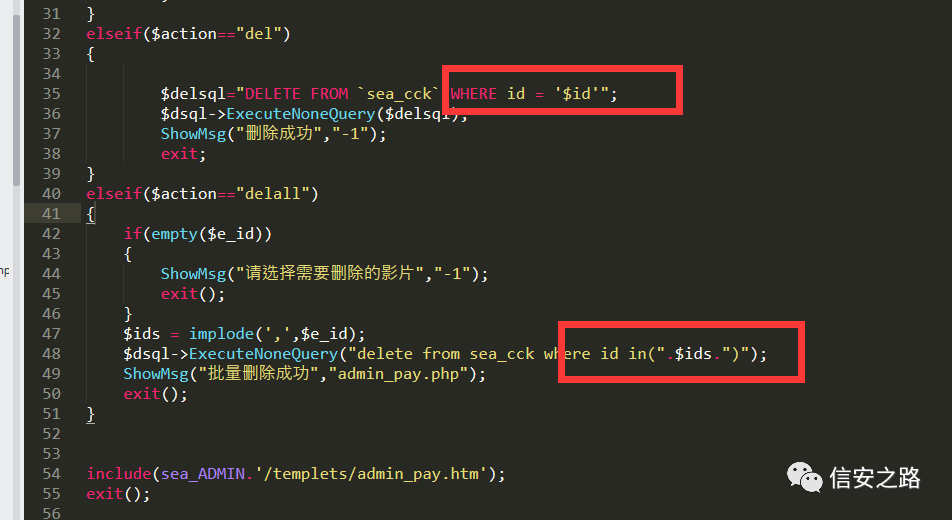 31 }
32 elseif($action=="del")
33 {
34
35 $delsql="DELETE FROM `sea_cck` WHERE id = '$id'";
36 $dsql->ExecuteNoneQuery($delsql);
37 ShowMsg("删除成功","-1");
38 exit;
39 }
40 elseif($action=="delall")
41 {
42 if(empty($e_id))
43 {
44 ShowMsg("请选择需要删除的影片","-1");
45 exit();
46 }
47 $ids = implode(',',$e_id);
48 $dsql->ExecuteNoneQuery("delete from sea_cck where id in(".$ids.")");
49 ShowMsg("批量删除成功","admin_pay.php");
50 exit();
51 }
52
53
54 include(sea_ADMIN.'/templets/admin_pay.htm');
55 exit();
56
信安之路